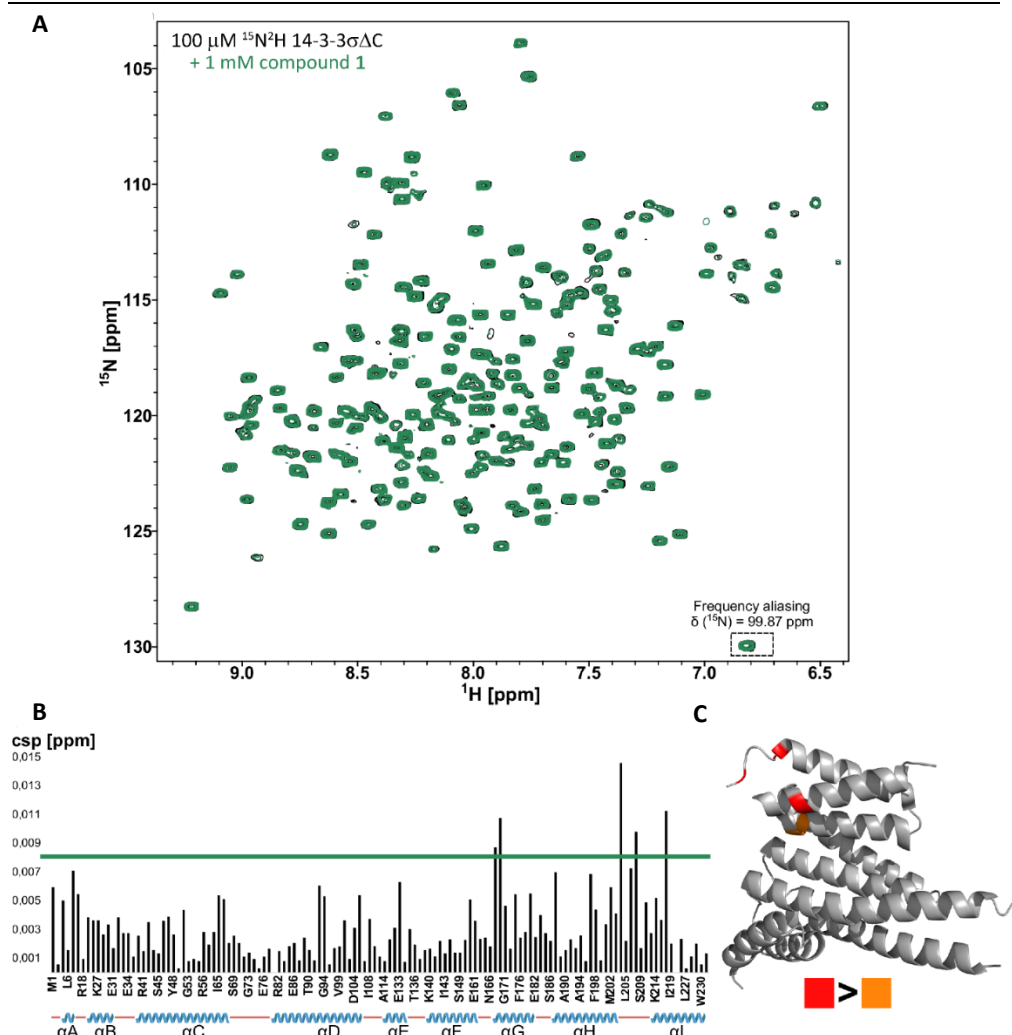 A
100 μM ¹⁵N²H 14-3-3σΔC
+ 1 mM compound 1
105
110
115
120
125
130
¹⁵N [ppm]
Frequency aliasing
δ (¹⁵N) = 99.87 ppm
9.0
8.5
8.0
7.5
7.0
6.5
¹H [ppm]
B
csp [ppm]
0,015
0,013
0,011
0,009
0,007
0,005
0,003
0,001
M1
L6
R18
K27
E31
E34
R41
S45
Y48
G53
R56
I65
S69
G73
E76
R82
E86
T90
G94
V99
D104
I108
A114
E133
T136
K140
I143
S149
E161
N166
G171
F176
E182
S186
A190
A194
F198
M202
L205
S209
K214
I219
L227
W230
αA
αB
αC
αD
αE
αF
αG
αH
αI
C
>